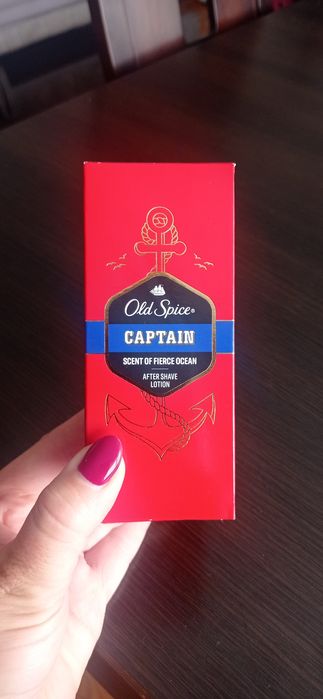 Old Spice®
CAPTAIN
SCENT OF FIERCE OCEAN
AFTER SHAVE
LOTION